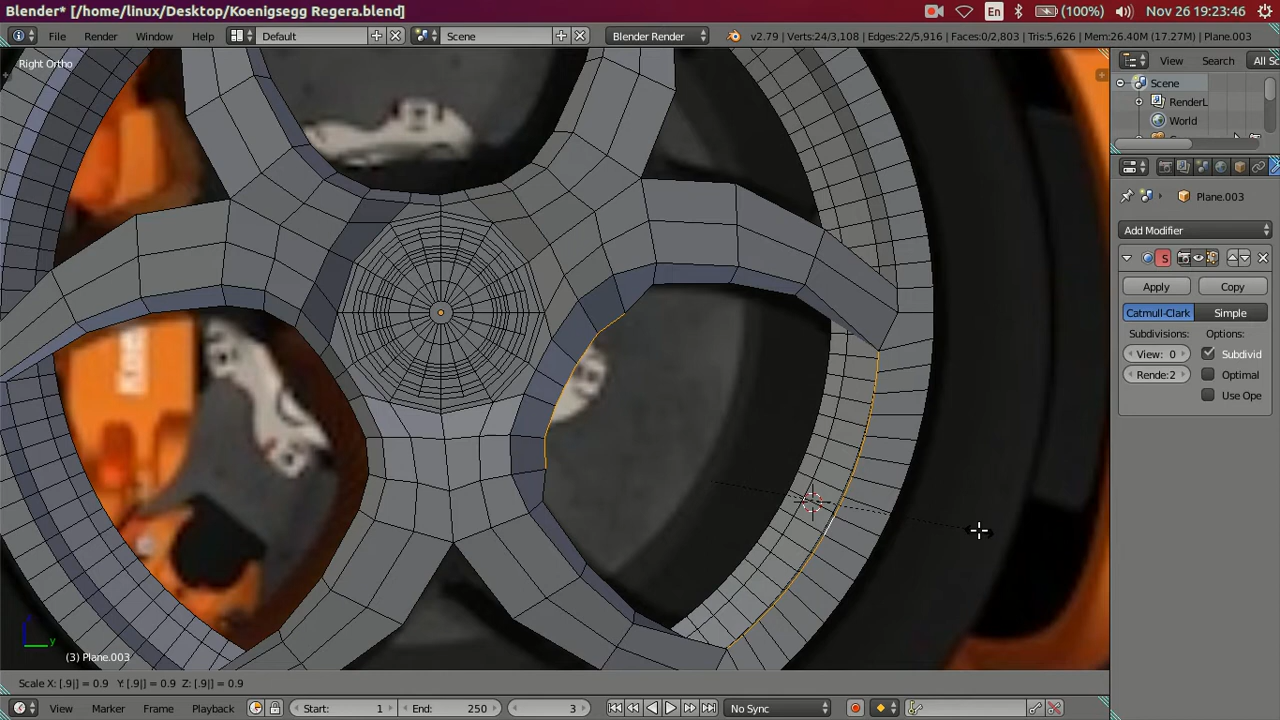 Blender* [/home/linux/Desktop/Koenigsegg Regera.blend]
En
(100%)
Nov 26 19:23:46
File Render Window Help
Default
Scene
Blender Render
v2.79 | Verts:24/3,108 | Edges:22/5,916 | Faces:0/2,803 | Tris:5,626 | Mem:26.40M (17.27M) | Plane.003
Right Ortho
View Search All Sc
Scene
RenderL
World
Plane.003
Add Modifier
S
Apply Copy
Catmull-Clark Simple
Subdivisions: Options:
View: 0 Subdivid
Rende:2 Optimal
Use Ope
z
y
(3) Plane.003
Scale X: [.9|] = 0.9 Y: [.9|] = 0.9 Z: [.9|] = 0.9
View Marker Frame Playback
Start: 1
End: 250
3
No Sync